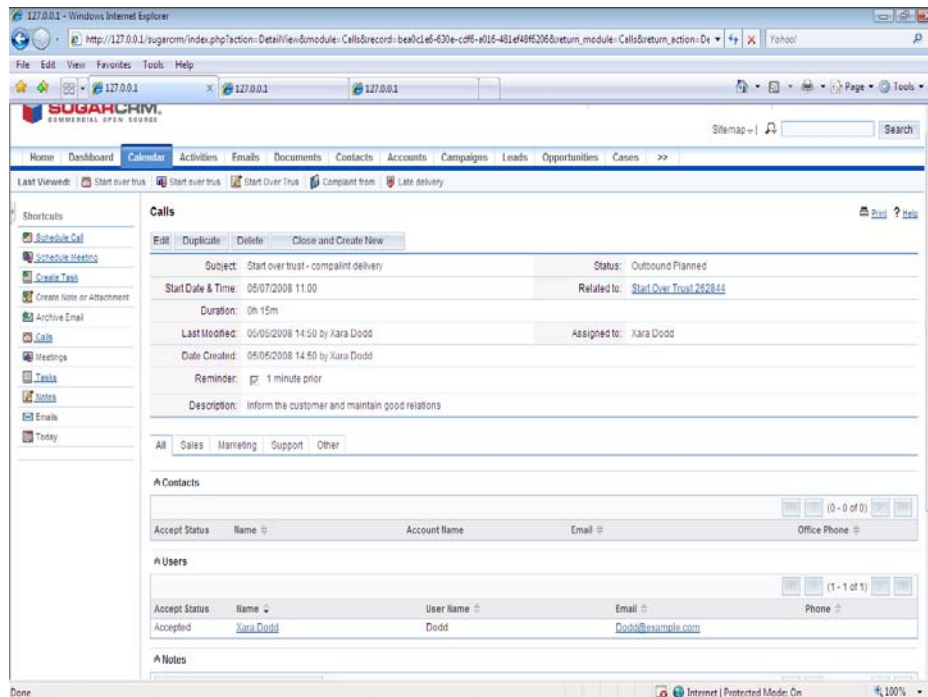 127.0.0.1 - Windows Internet Explorer
http://127.0.0.1/sugarcrm/index.php?action=DetailView&module=Calls&record=bea0c1e6-630e-cdf6-a016-481ef48f6206&return_module=Calls&return_action=De
Yahoo!
File Edit View Favorites Tools Help
127.0.0.1 127.0.0.1 127.0.0.1 Page Tools
SUGARCRM.
COMMERCIAL OPEN SOURCE
Sitemap Search
Home Dashboard Calendar Activities Emails Documents Contacts Accounts Campaigns Leads Opportunities Cases >>
Last Viewed: Start over trus Start over trus Start Over Trus Complaint from Late delivery
Shortcuts
Schedule Call
Schedule Meeting
Create Task
Create Note or Attachment
Archive Email
Calls
Meetings
Tasks
Notes
Emails
Today
Calls
Print ? Help
Edit Duplicate Delete Close and Create New
Subject: Start over trust - compalint delivery Status: Outbound Planned
Start Date & Time: 05/07/2008 11:00 Related to: Start Over Trust 262844
Duration: 0h 15m
Last Modified: 05/05/2008 14:50 by Xara Dodd Assigned to: Xara Dodd
Date Created: 05/05/2008 14:50 by Xara Dodd
Reminder: 1 minute prior
Description: Inform the customer and maintain good relations
All Sales Marketing Support Other
Contacts
(0 - 0 of 0)
Accept Status Name Account Name Email Office Phone
Users
(1 - 1 of 1)
Accept Status Name User Name Email Phone
Accepted Xara Dodd Dodd Dodd@example.com
Notes
Done Internet | Protected Mode: On 100%